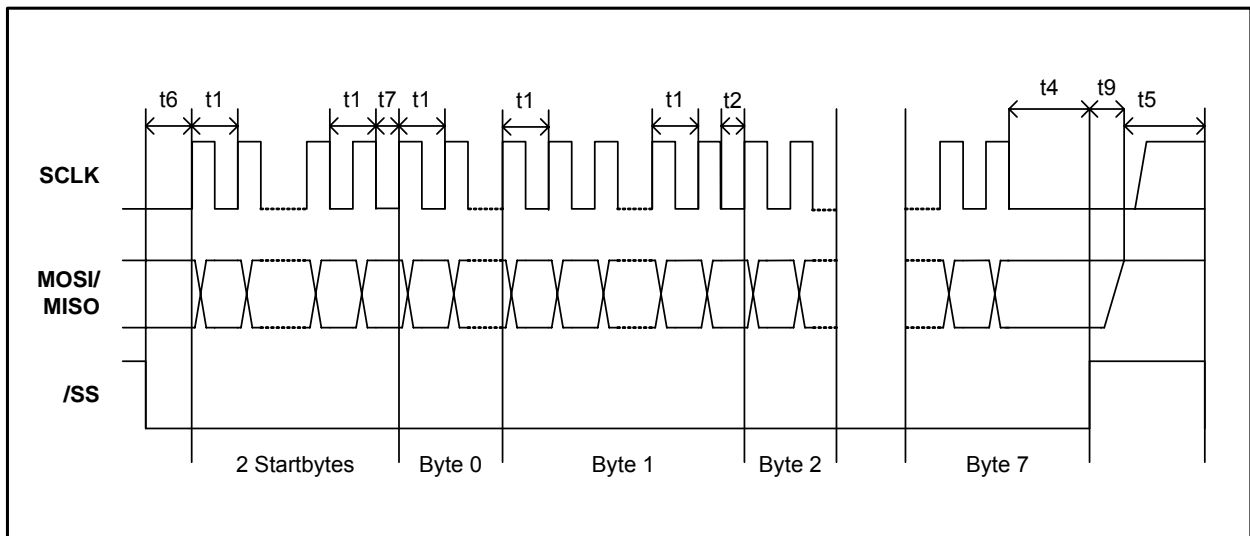 t6 t1 t1 t7 t1 t1 t1 t2 t4 t9 t5
SCLK
MOSI/
MISO
/SS
2 Startbytes Byte 0 Byte 1 Byte 2 Byte 7